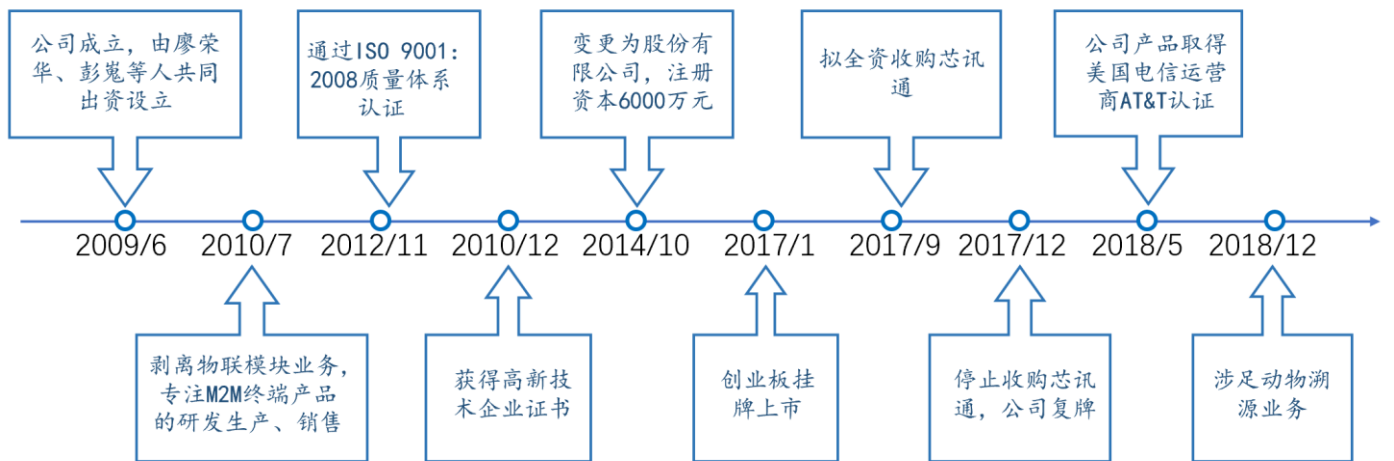 公司成立，由廖荣
华、彭嵬等人共同
出资设立
通过ISO 9001：
2008质量体系
认证
变更为股份有
限公司，注册
资本6000万元
拟全资收购芯讯
通
公司产品取得
美国电信运营
商AT&T认证
2009/6
2010/7
2012/11
2010/12
2014/10
2017/1
2017/9
2017/12
2018/5
2018/12
剥离物联模块业务，
专注M2M终端产品
的研发生产、销售
获得高新技
术企业证书
创业板挂
牌上市
停止收购芯讯
通，公司复牌
涉足动物溯
源业务